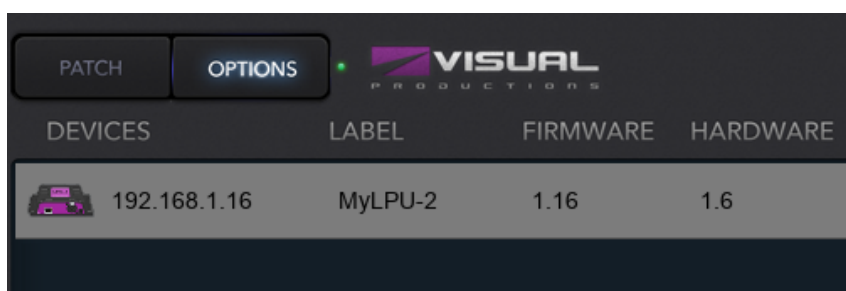 PATCH OPTIONS VISUAL
PRODUCTIONS
DEVICES LABEL FIRMWARE HARDWARE
192.168.1.16 MyLPU-2 1.16 1.6